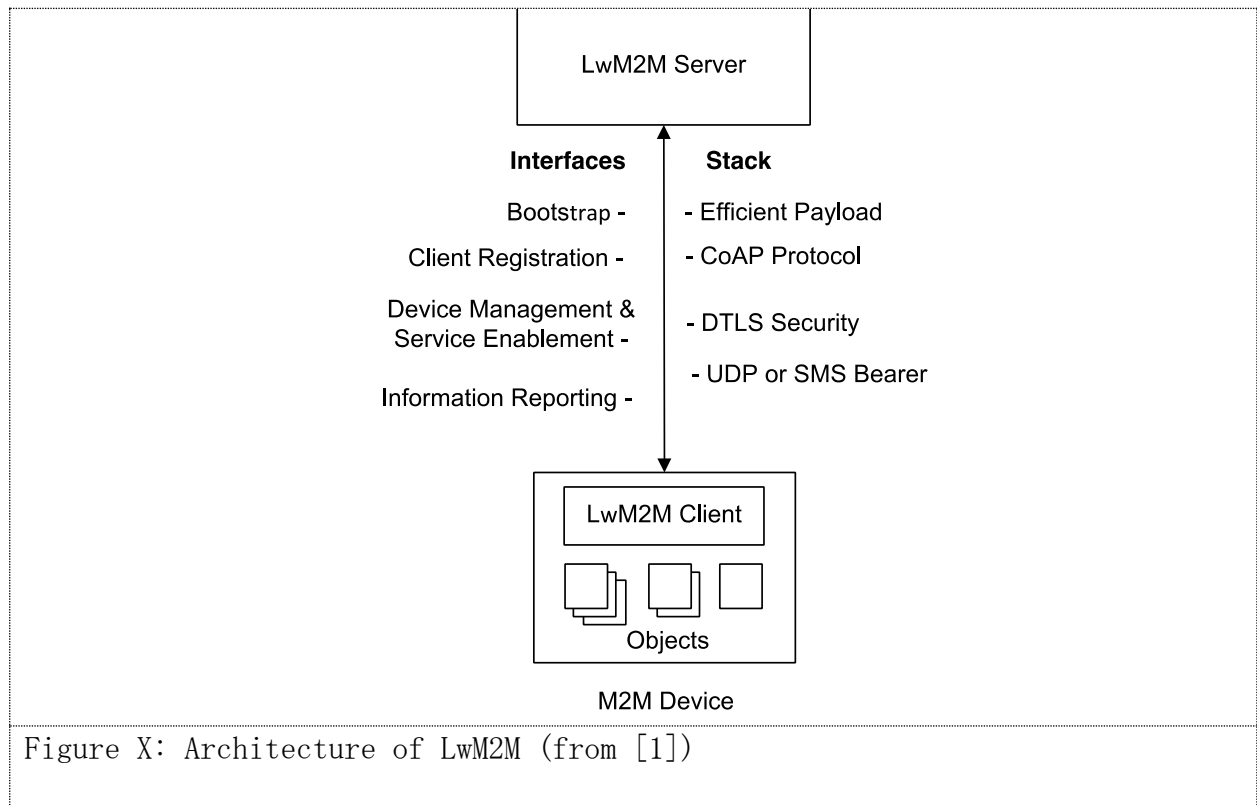 LwM2M Server
Interfaces
Stack
Bootstrap -
- Efficient Payload
Client Registration -
- CoAP Protocol
Device Management &
Service Enablement -
- DTLS Security
- UDP or SMS Bearer
Information Reporting -
LwM2M Client
Objects
M2M Device
Figure X: Architecture of LwM2M (from [1])